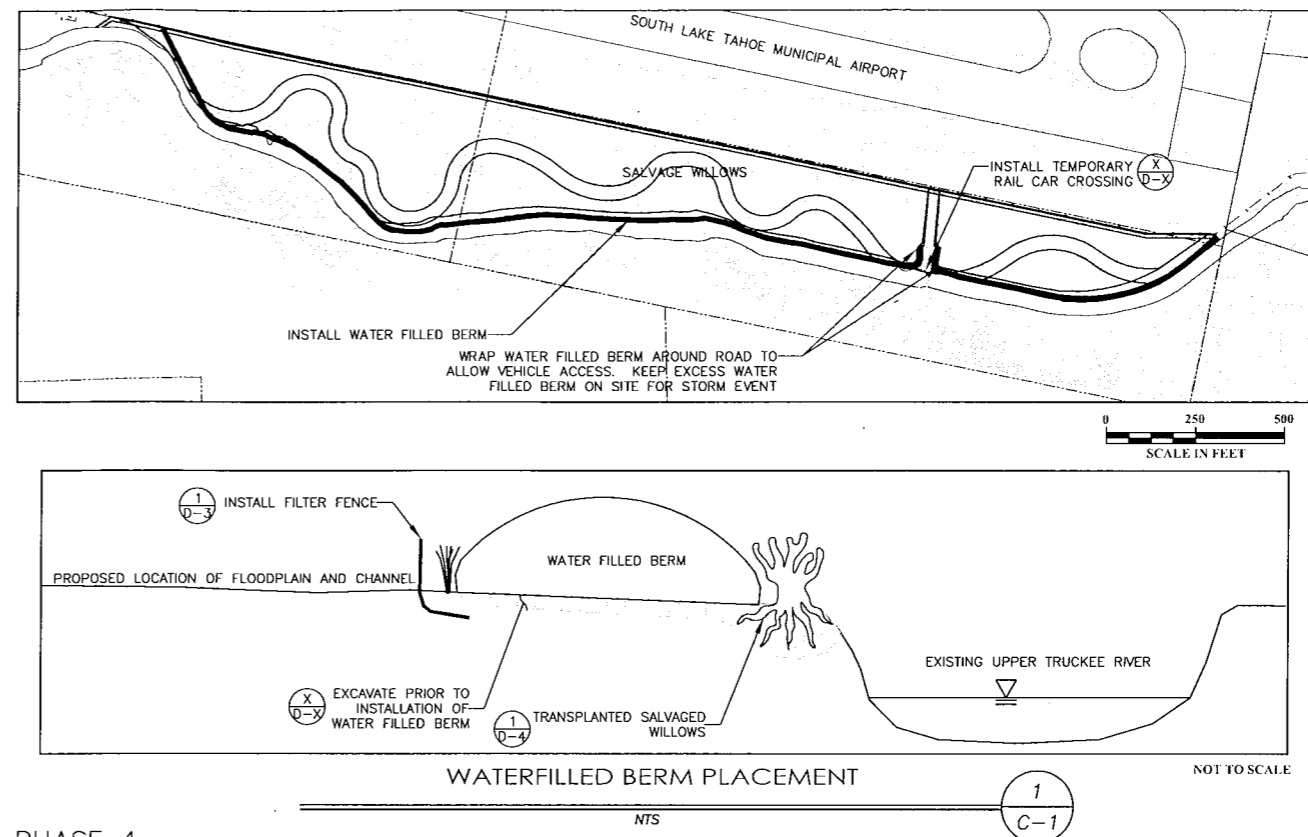 SOUTH LAKE TAHOE MUNICIPAL AIRPORT
SALVAGE WILLOWS
INSTALL TEMPORARY
RAIL CAR CROSSING
X
D-X
INSTALL WATER FILLED BERM
WRAP WATER FILLED BERM AROUND ROAD TO
ALLOW VEHICLE ACCESS. KEEP EXCESS WATER
FILLED BERM ON SITE FOR STORM EVENT
0 250 500
SCALE IN FEET
1
D-3
INSTALL FILTER FENCE
WATER FILLED BERM
PROPOSED LOCATION OF FLOODPLAIN AND CHANNEL
EXISTING UPPER TRUCKEE RIVER
X
D-X
EXCAVATE PRIOR TO
INSTALLATION OF
WATER FILLED BERM
1
D-4
TRANSPLANTED SALVAGED
WILLOWS
WATERFILLED BERM PLACEMENT
NOT TO SCALE
NTS
1
C-1
PHASE 4